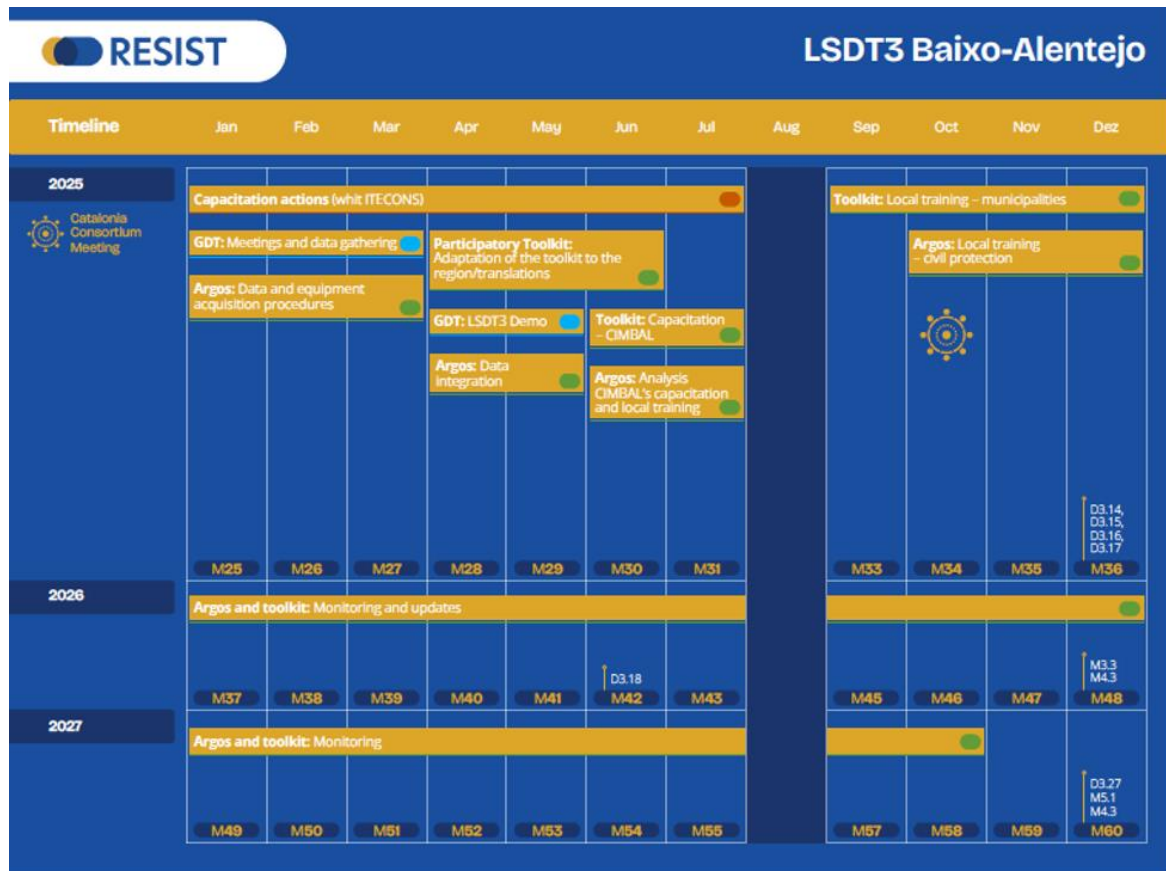 RESIST
LSDT3 Baixo-Alentejo
Timeline Jan Feb Mar Apr May Jun Jul Aug Sep Oct Nov Dez
2025
Catalonia
Consortium
Meeting
Capacitation actions (whit ITECONS)
Toolkit: Local training – municipalities
GDT: Meetings and data gathering
Participatory Toolkit:
Adaptation of the toolkit to the
region/translations
Argos: Local training
– civil protection
Argos: Data and equipment
acquisition procedures
GDT: LSDT3 Demo
Toolkit: Capacitation
– CIMBAL
Argos: Data
integration
Argos: Analysis
CIMBAL's capacitation
and local training
D3.14,
D3.15,
D3.16,
D3.17
M25 M26 M27 M28 M29 M30 M31 M33 M34 M35 M36
2026
Argos and toolkit: Monitoring and updates
D3.18
M3.3
M4.3
M37 M38 M39 M40 M41 M42 M43 M45 M46 M47 M48
2027
Argos and toolkit: Monitoring
D3.27
M5.1
M4.3
M49 M50 M51 M52 M53 M54 M55 M57 M58 M59 M60